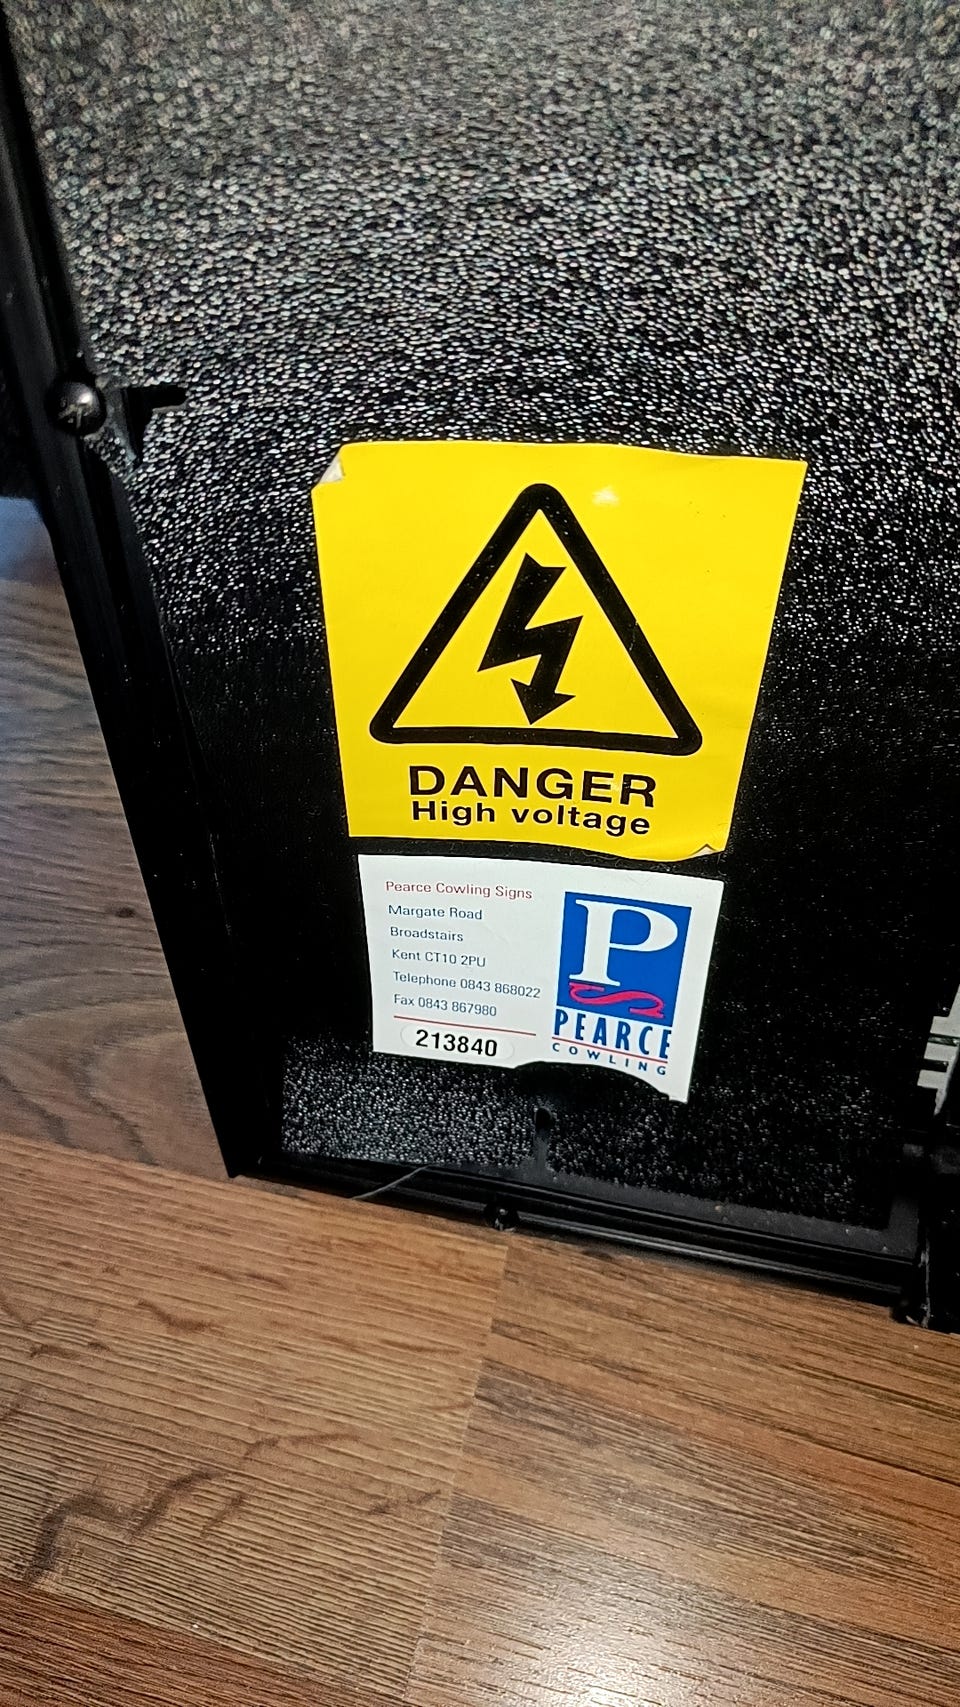 DANGER
High voltage
Pearce Cowling Signs
Margate Road
Broadstairs
Kent CT10 2PU
Telephone 0843 868022
Fax 0843 867980
213840
PS
PEARCE
COWLING